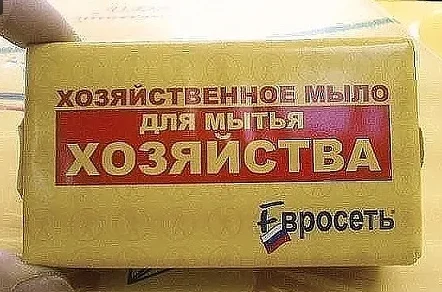 ХОЗЯЙСТВЕННОЕ МЫЛО
ДЛЯ МЫТЬЯ
ХОЗЯЙСТВА
Евросеть